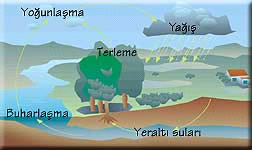 Yoğunlaşma
Yağış
Terleme
Buharlaşma
Yeraltı suları